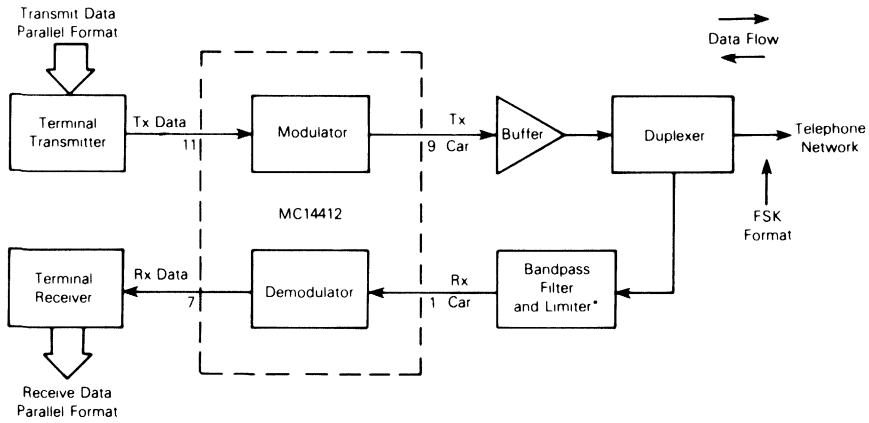 Transmit Data
Parallel Format
Data Flow
Terminal
Transmitter
Tx Data
11
Modulator
Tx
9 Car
Buffer
Duplexer
Telephone
Network
MC14412
FSK
Format
Terminal
Receiver
Rx Data
7
Demodulator
Rx
1 Car
Bandpass
Filter
and Limiter*
Receive Data
Parallel Format